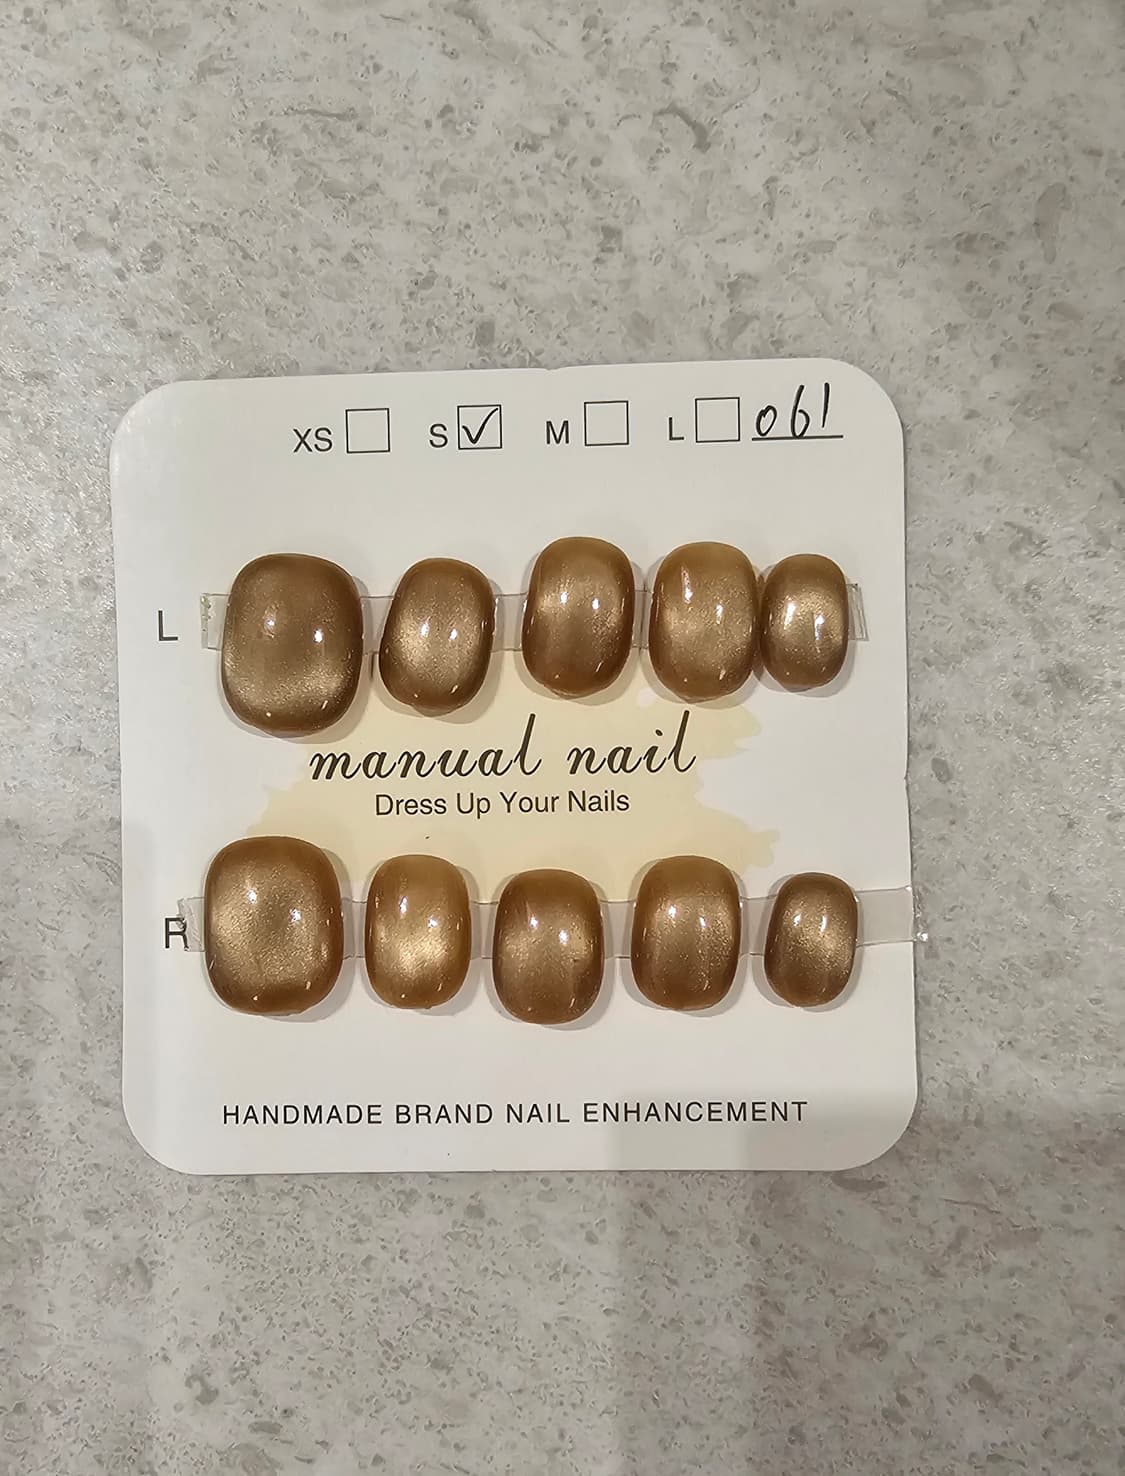 XS S ✓ M L 061
L
manual nail
Dress Up Your Nails
R
HANDMADE BRAND NAIL ENHANCEMENT